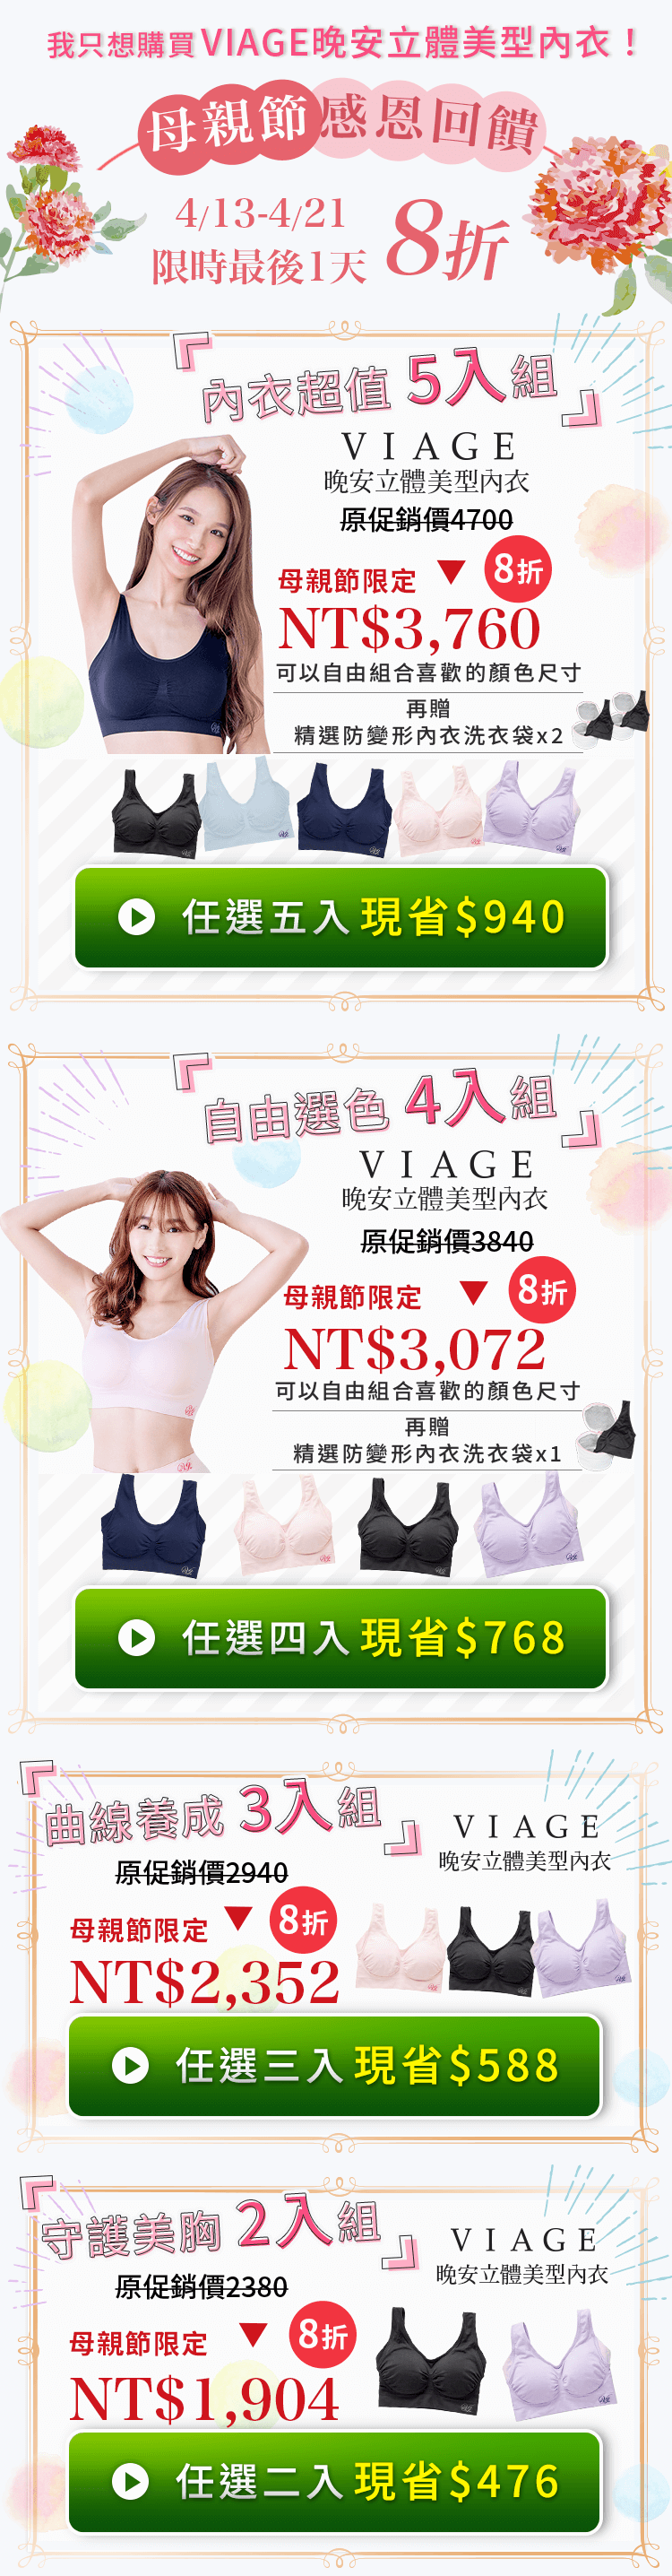 我只想購買VIAGE晚安立體美型內衣！
母親節感恩回饋
4/13-4/21
限時最後1天
8折
『內衣超值 5入組』
VIAGE
晚安立體美型內衣
原促銷價4700
母親節限定 ▼ 8折
NT$3,760
可以自由組合喜歡的顏色尺寸
再贈
精選防變形內衣洗衣袋x2
任選五入現省$940
『自由選色 4入組』
VIAGE
晚安立體美型內衣
原促銷價3840
母親節限定 ▼ 8折
NT$3,072
可以自由組合喜歡的顏色尺寸
再贈
精選防變形內衣洗衣袋x1
任選四入現省$768
『曲線養成 3入組』
VIAGE
晚安立體美型內衣
原促銷價2940
母親節限定 ▼ 8折
NT$2,352
任選三入現省$588
『守護美胸 2入組』
VIAGE
晚安立體美型內衣
原促銷價2380
母親節限定 ▼ 8折
NT$1,904
任選二入現省$476